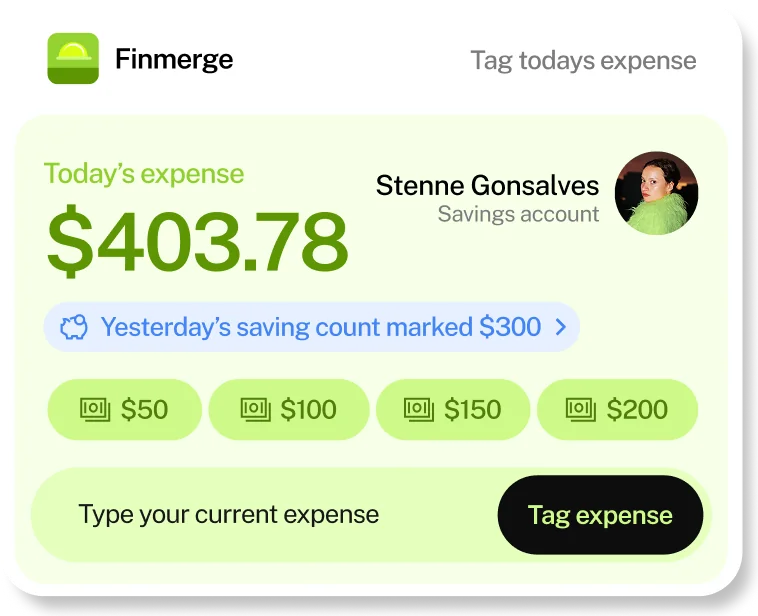 Finmerge
Tag todays expense
Today’s expense
$403.78
Stenne Gonsalves
Savings account
Yesterday’s saving count marked $300
$50
$100
$150
$200
Type your current expense
Tag expense